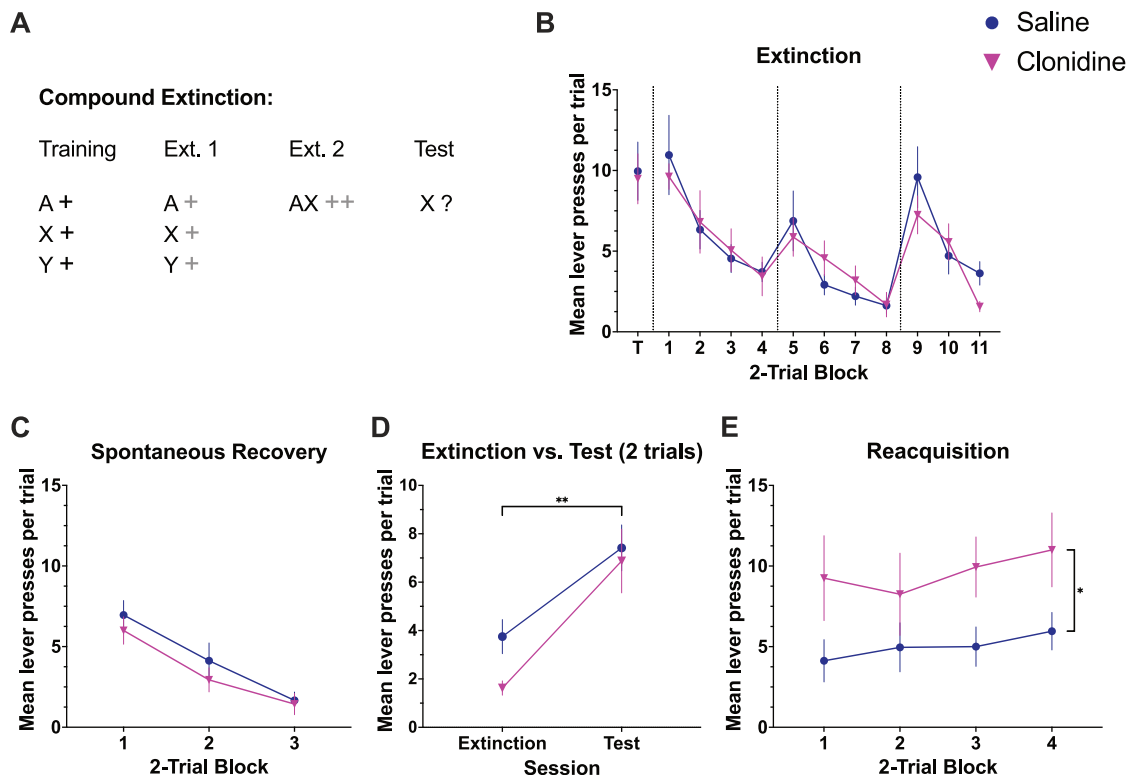 A
Compound Extinction:
Training Ext. 1 Ext. 2 Test
A + A + AX ++ X ?
X + X +
Y + Y +
B
Saline
Clonidine
Extinction
Mean lever presses per trial
15
10
5
0
T 1 2 3 4 5 6 7 8 9 10 11
2-Trial Block
C
Spontaneous Recovery
Mean lever presses per trial
15
10
5
0
1 2 3
2-Trial Block
D
Extinction vs. Test (2 trials)
Mean lever presses per trial
10
8
6
4
2
0
**
Extinction Test
Session
E
Reacquisition
Mean lever presses per trial
15
10
5
0
*
1 2 3 4
2-Trial Block